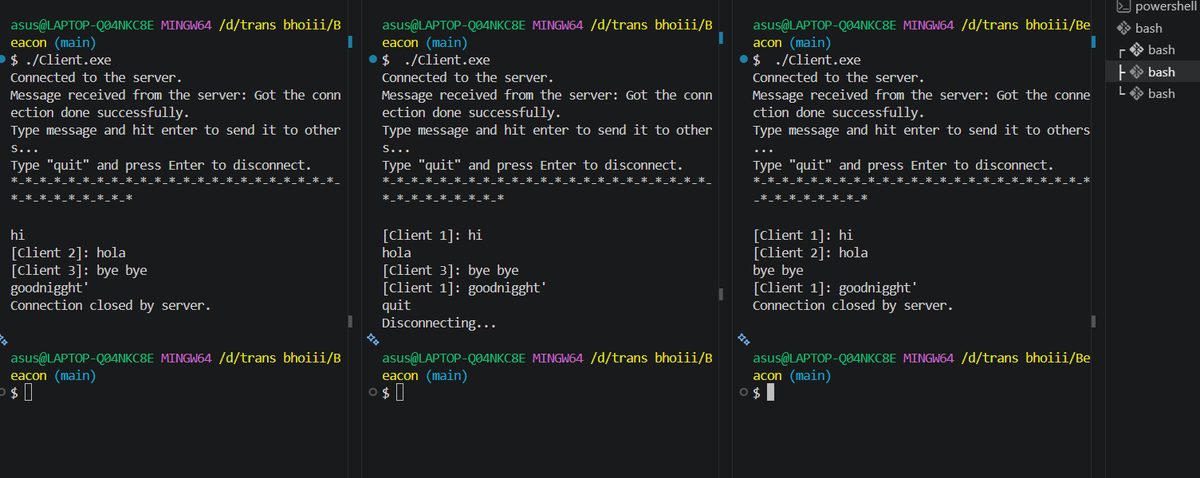 asus@LAPTOP-Q04NKC8E MINGW64 /d/trans bhoiii/B
eacon (main)
$ ./Client.exe
Connected to the server.
Message received from the server: Got the conn
ection done successfully.
Type message and hit enter to send it to other
s...
Type "quit" and press Enter to disconnect.
*-*-*-*-*-*-*-*-*-*-*-*-*-*-*-*-*-*-*-*-*-*-*-
*-*-*-*-*-*-*-*-*
hi
[Client 2]: hola
[Client 3]: bye bye
goodnigght'
Connection closed by server.
asus@LAPTOP-Q04NKC8E MINGW64 /d/trans bhoiii/B
eacon (main)
$
asus@LAPTOP-Q04NKC8E MINGW64 /d/trans bhoiii/B
eacon (main)
$  ./Client.exe
Connected to the server.
Message received from the server: Got the conn
ection done successfully.
Type message and hit enter to send it to other
s...
Type "quit" and press Enter to disconnect.
*-*-*-*-*-*-*-*-*-*-*-*-*-*-*-*-*-*-*-*-*-*-*-
*-*-*-*-*-*-*-*-*
[Client 1]: hi
hola
[Client 3]: bye bye
[Client 1]: goodnigght'
quit
Disconnecting...
asus@LAPTOP-Q04NKC8E MINGW64 /d/trans bhoiii/B
eacon (main)
$
asus@LAPTOP-Q04NKC8E MINGW64 /d/trans bhoiii/Be
acon (main)
$  ./Client.exe
Connected to the server.
Message received from the server: Got the conne
ction done successfully.
Type message and hit enter to send it to others
...
Type "quit" and press Enter to disconnect.
*-*-*-*-*-*-*-*-*-*-*-*-*-*-*-*-*-*-*-*-*-*-*-*
-*-*-*-*-*-*-*-*
[Client 1]: hi
[Client 2]: hola
bye bye
[Client 1]: goodnigght'
Connection closed by server.
asus@LAPTOP-Q04NKC8E MINGW64 /d/trans bhoiii/Be
acon (main)
$
powershell
bash
bash
bash
bash